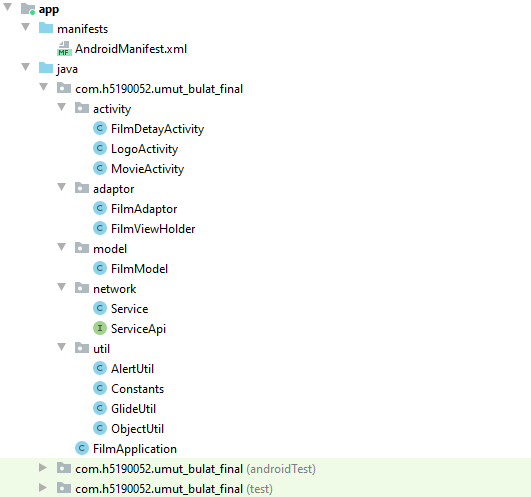 app
manifests
MF AndroidManifest.xml
java
com.h5190052.umut_bulat_final
activity
C FilmDetayActivity
C LogoActivity
C MovieActivity
adaptor
C FilmAdaptor
C FilmViewHolder
model
C FilmModel
network
C Service
I ServiceApi
util
C AlertUtil
C Constants
C GlideUtil
C ObjectUtil
C FilmApplication
com.h5190052.umut_bulat_final (androidTest)
com.h5190052.umut_bulat_final (test)